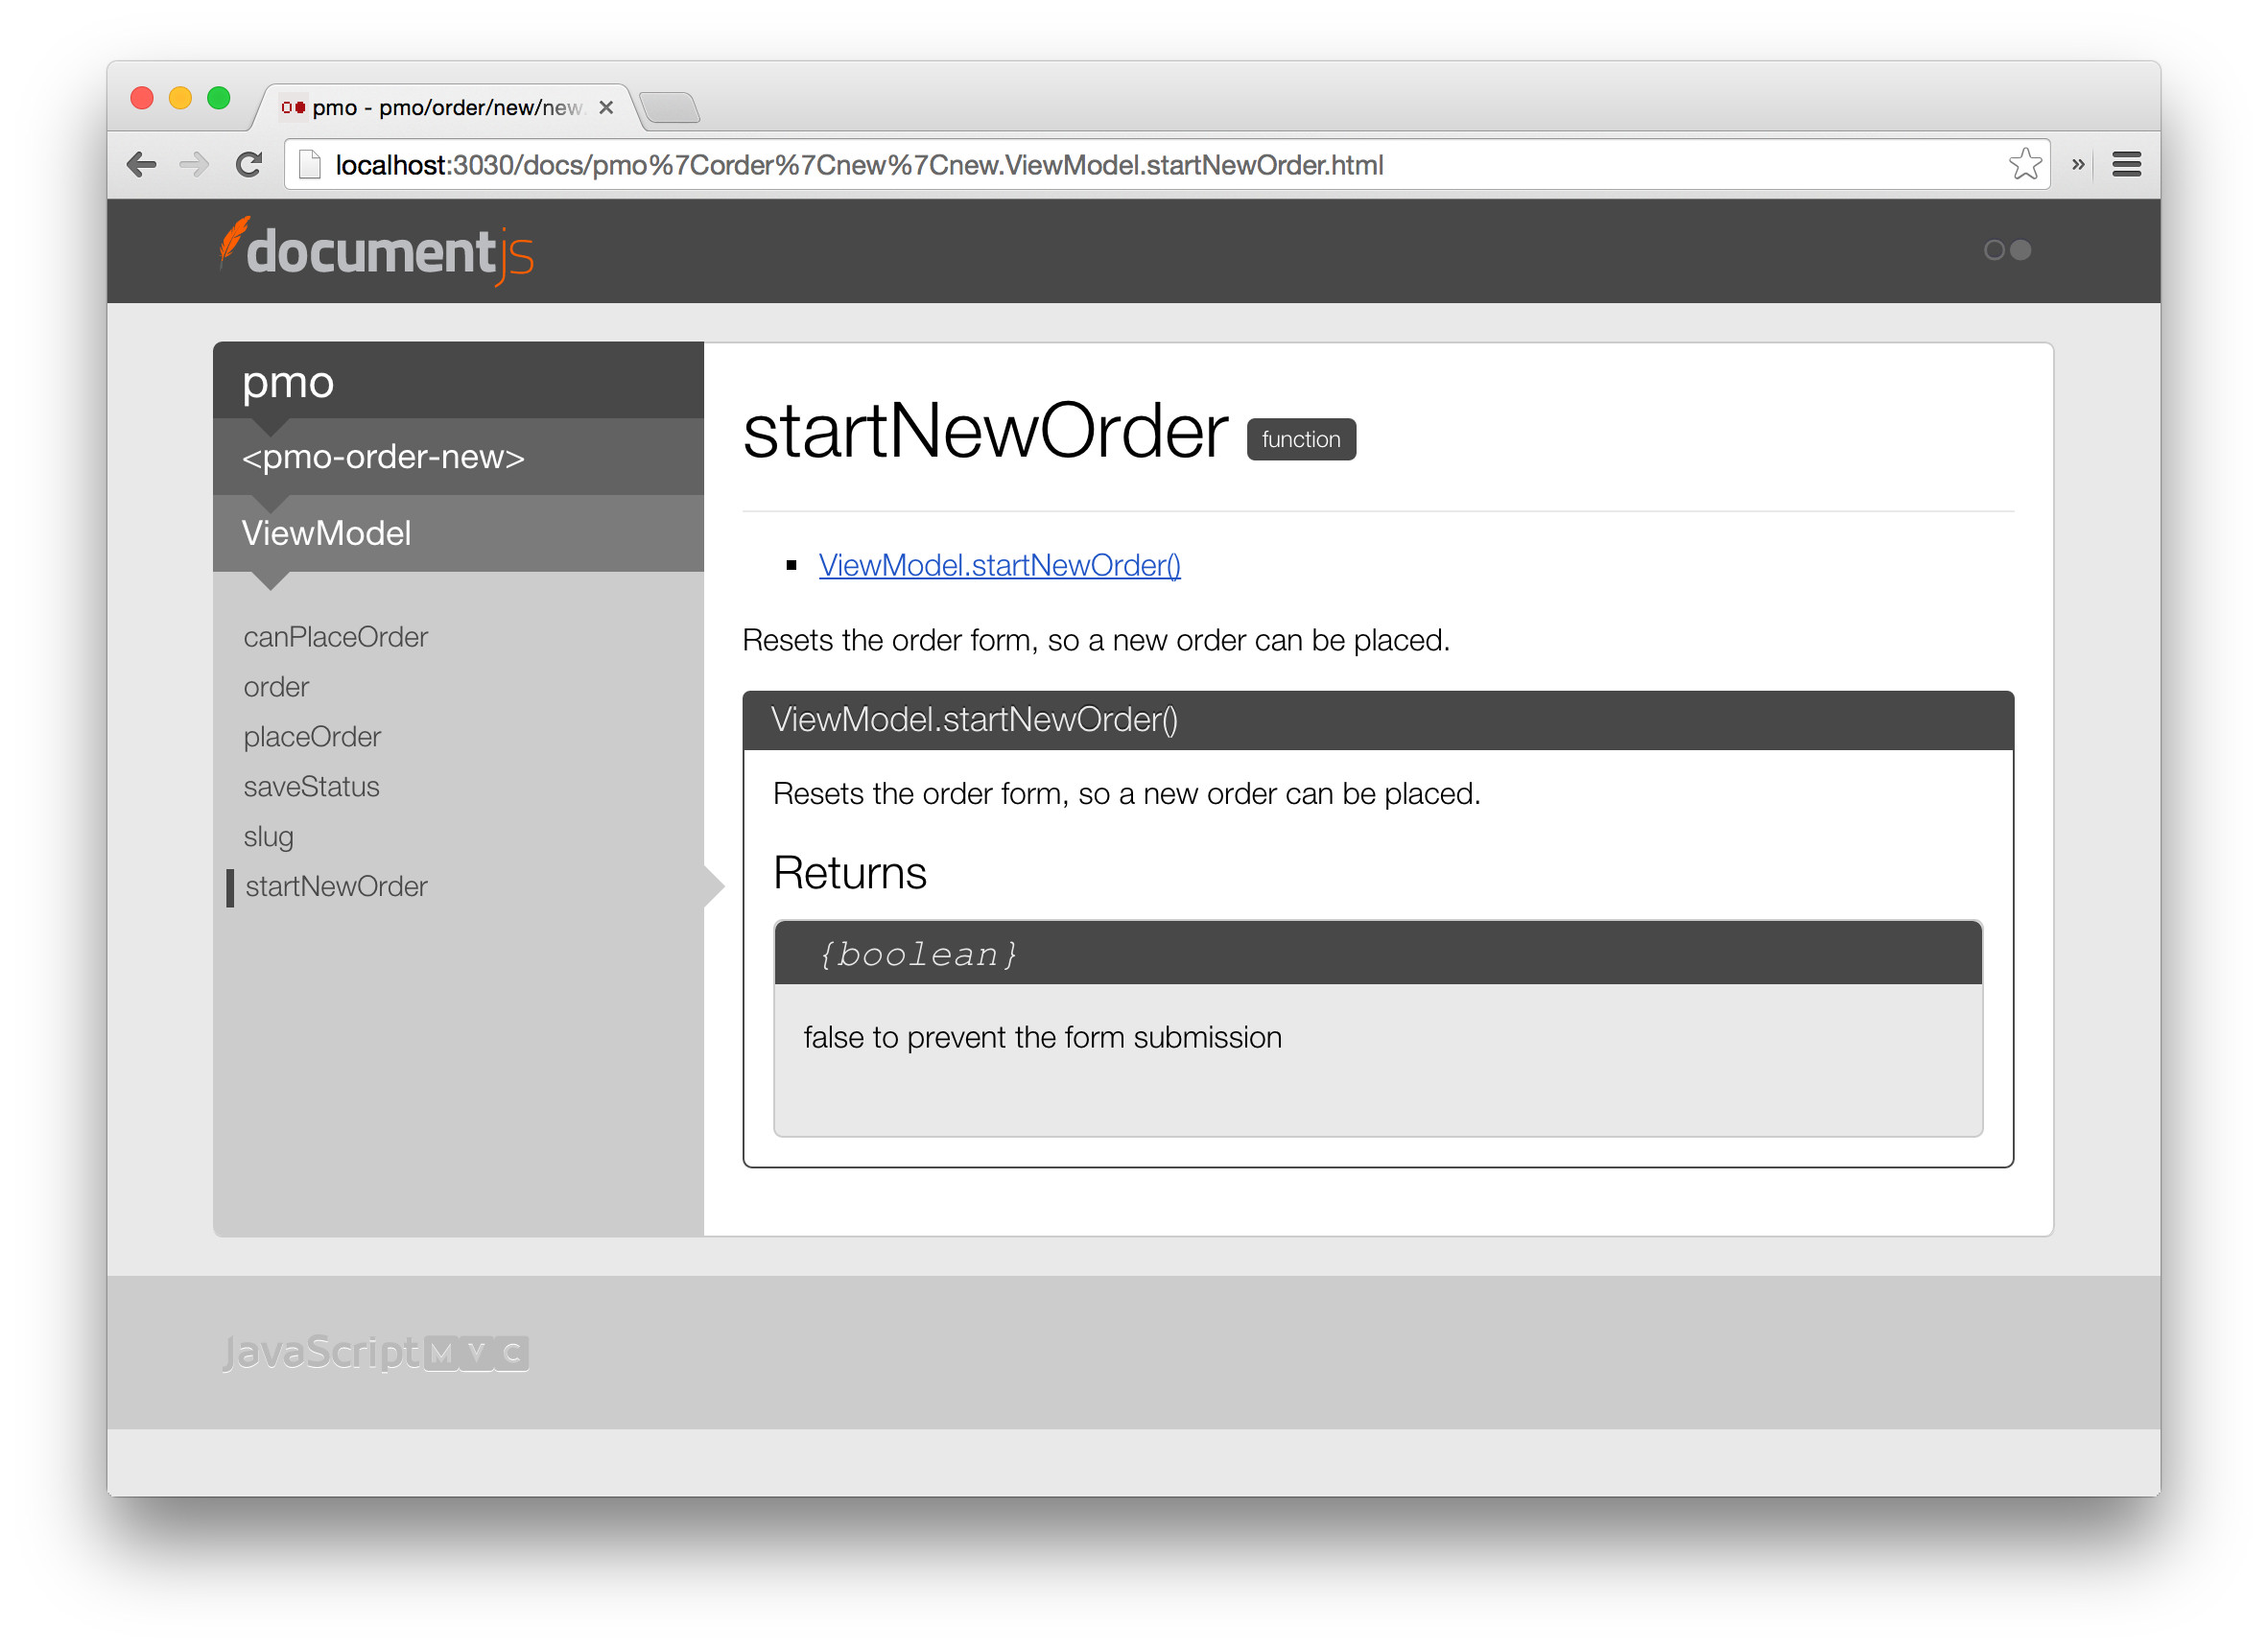 pmo - pmo/order/new/new.
localhost:3030/docs/pmo%7Corder%7Cnew%7Cnew.ViewModel.startNewOrder.html
documentjs
pmo
<pmo-order-new>
ViewModel
canPlaceOrder
order
placeOrder
saveStatus
slug
startNewOrder
startNewOrder function
ViewModel.startNewOrder()
Resets the order form, so a new order can be placed.
ViewModel.startNewOrder()
Resets the order form, so a new order can be placed.
Returns
{boolean}
false to prevent the form submission
JavaScript MVC